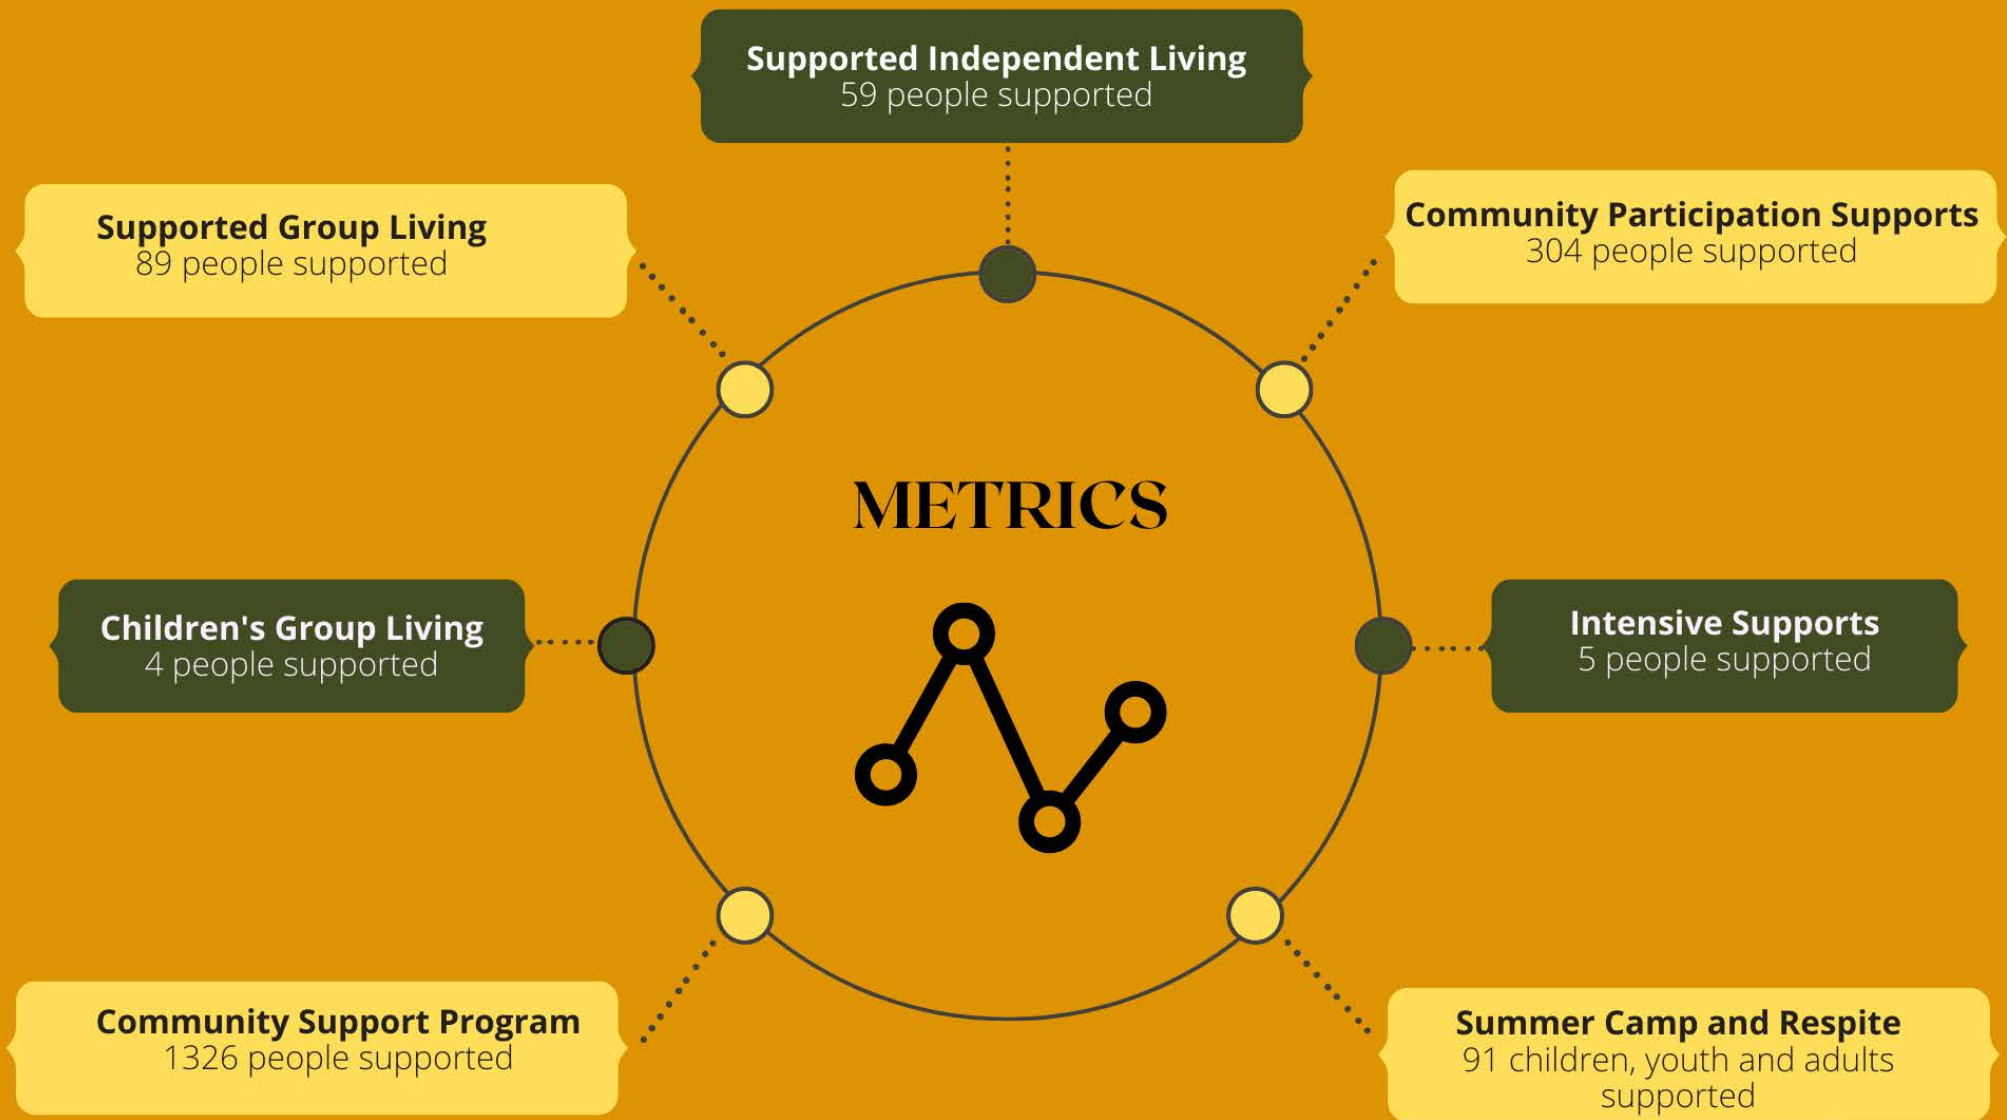 Supported Independent Living
59 people supported
Supported Group Living
89 people supported
Community Participation Supports
304 people supported
METRICS
Children's Group Living
4 people supported
Intensive Supports
5 people supported
Community Support Program
1326 people supported
Summer Camp and Respite
91 children, youth and adults
supported